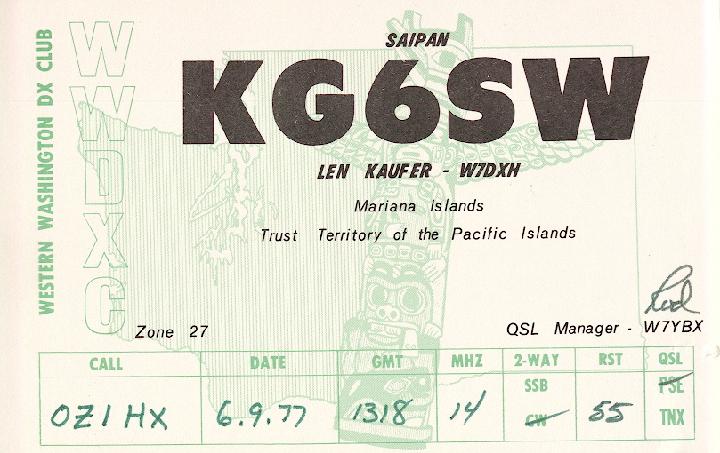 WESTERN WASHINGTON DX CLUB
WWDXC
SAIPAN
KG6SW
LEN KAUFER - W7DXH
Mariana Islands
Trust Territory of the Pacific Islands
Zone 27
QSL Manager - W7YBX
CALL DATE GMT MHZ 2-WAY RST QSL
SSB PSE
OZ1HX 6.9.77 1318 14 CW 55 TNX